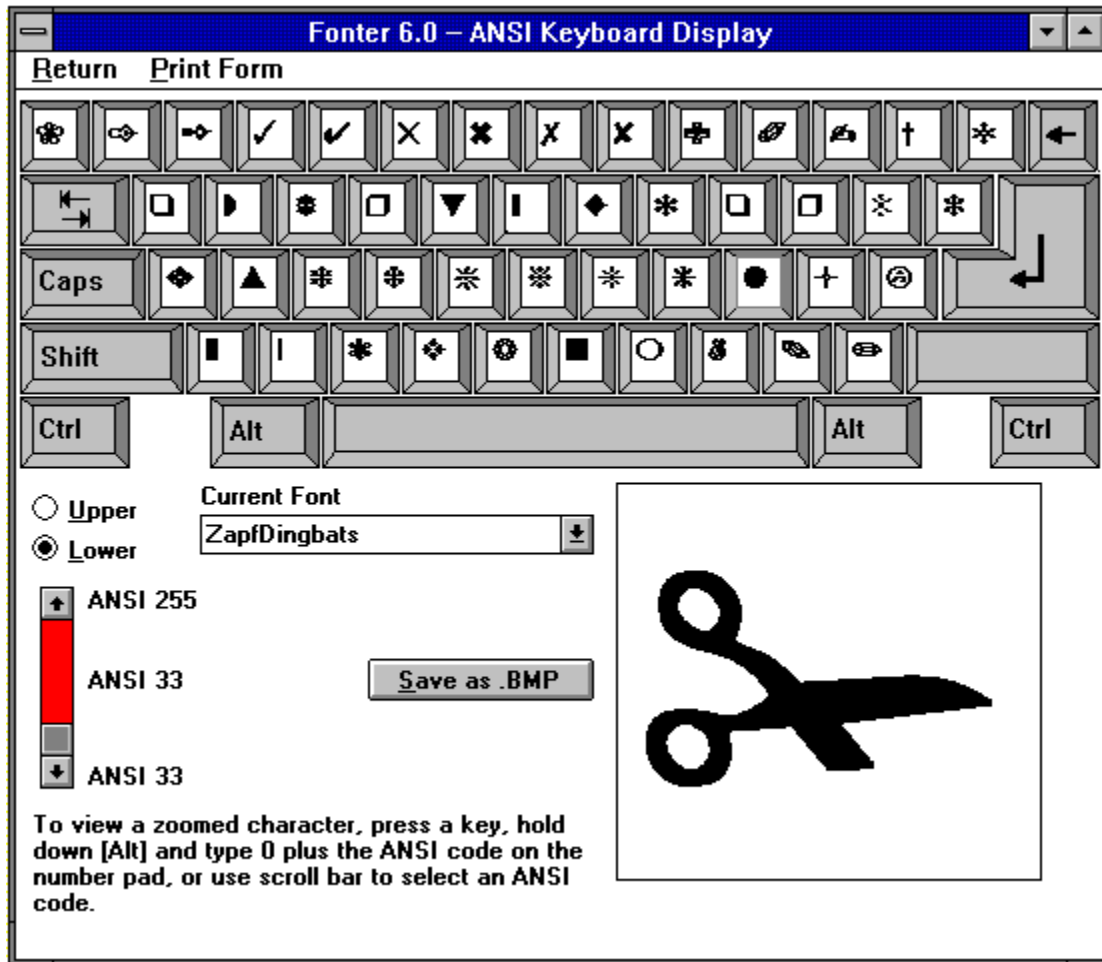 Fonter 6.0 – ANSI Keyboard Display
Return Print Form
Caps
Shift
Ctrl Alt Alt Ctrl
Upper
Lower
Current Font
ZapfDingbats
ANSI 255
ANSI 33
Save as .BMP
ANSI 33
To view a zoomed character, press a key, hold
down [Alt] and type 0 plus the ANSI code on the
number pad, or use scroll bar to select an ANSI
code.